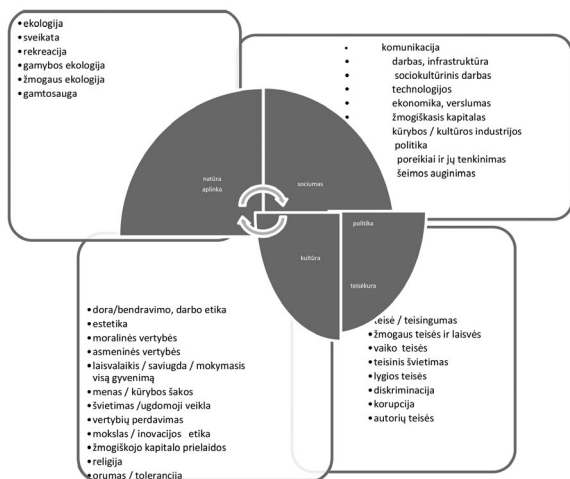 •ekologija
•sveikata
•rekreacija
•gamybos ekologija
•žmogaus ekologija
•gamtosauga
• komunikacija
darbas, infrastruktūra
sociokultūrinis darbas
technologijos
ekonomika, verslumas
• žmogiškasis kapitalas
kūrybos / kultūros industrijos
politika
poreikiai ir jų tenkinimas
šeimos auginimas
natūra
aplinka
sociumas
kultūra
politika
teisėkura
•dora/bendravimo, darbo etika
•estetika
•moralinės vertybės
•asmeninės vertybės
•laisvalaikis / saviugda / mokymasis
visą gyvenimą
•menas / kūrybos šakos
•švietimas /ugdomoji veikla
•vertybių perdavimas
•mokslas / inovacijos etika
•žmogiškojo kapitalo prielaidos
•religija
•orumas / tolerancija
•teisė / teisingumas
•žmogaus teisės ir laisvės
•vaiko teisės
•teisinis švietimas
•lygios teisės
•diskriminacija
•korupcija
•autorių teisės